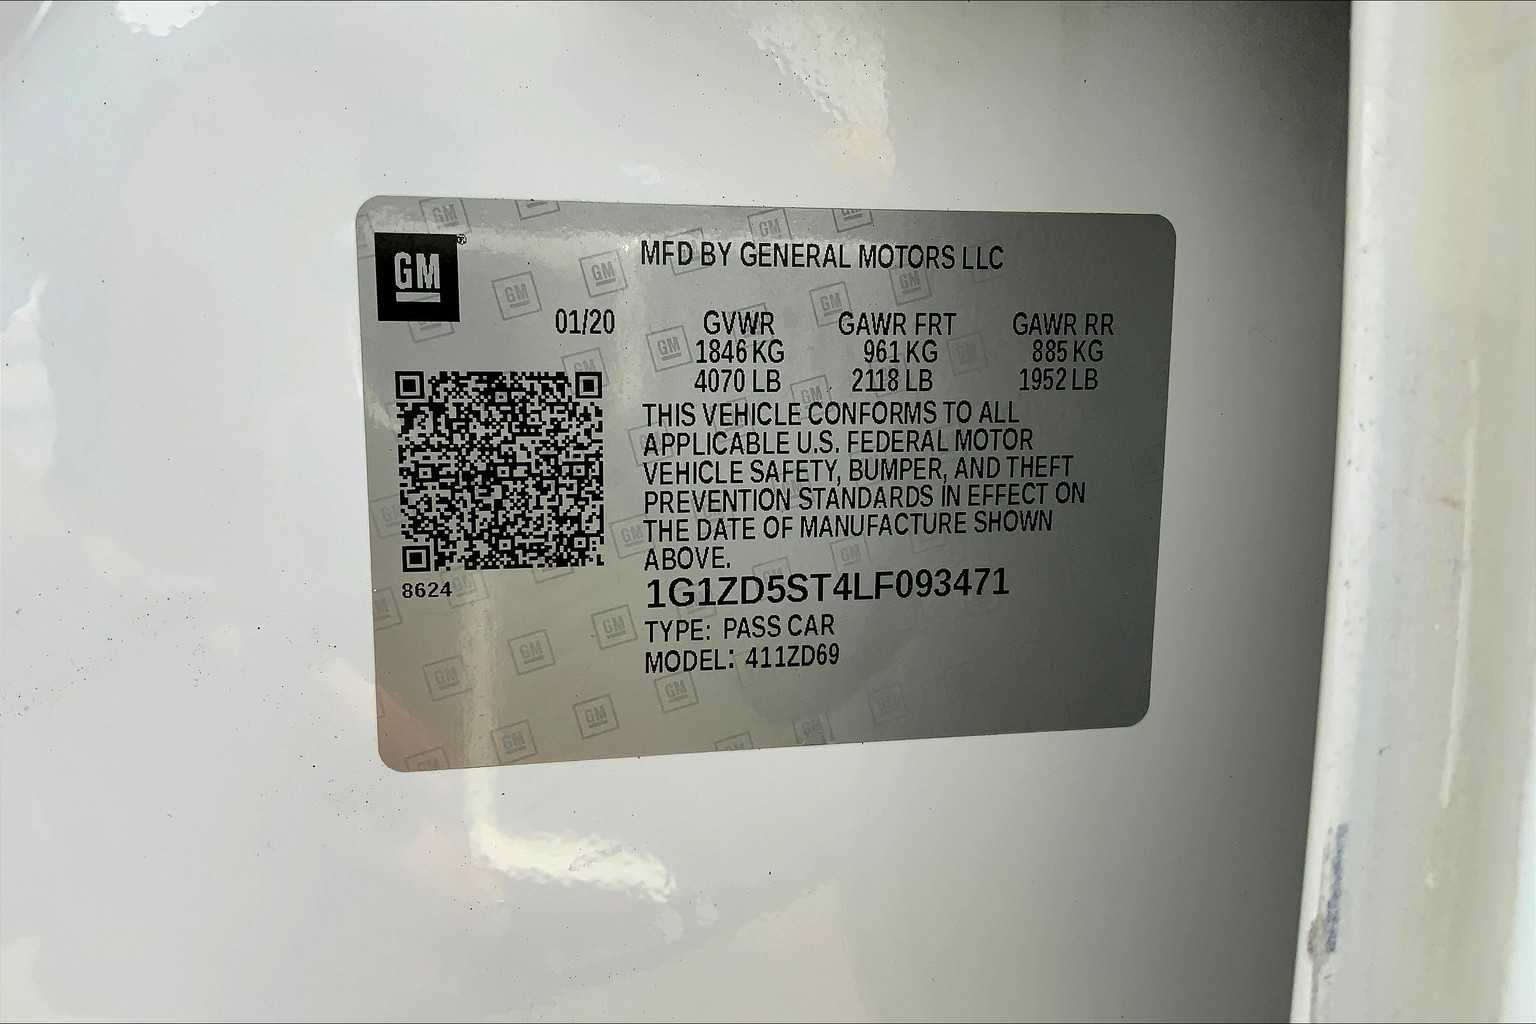 GM®
MFD BY GENERAL MOTORS LLC
01/20
GVWR GAWR FRT GAWR RR
1846 KG 961 KG 885 KG
4070 LB 2118 LB 1952 LB
THIS VEHICLE CONFORMS TO ALL
APPLICABLE U.S. FEDERAL MOTOR
VEHICLE SAFETY, BUMPER, AND THEFT
PREVENTION STANDARDS IN EFFECT ON
THE DATE OF MANUFACTURE SHOWN
ABOVE.
8624
1G1ZD5ST4LF093471
TYPE: PASS CAR
MODEL: 411ZD69